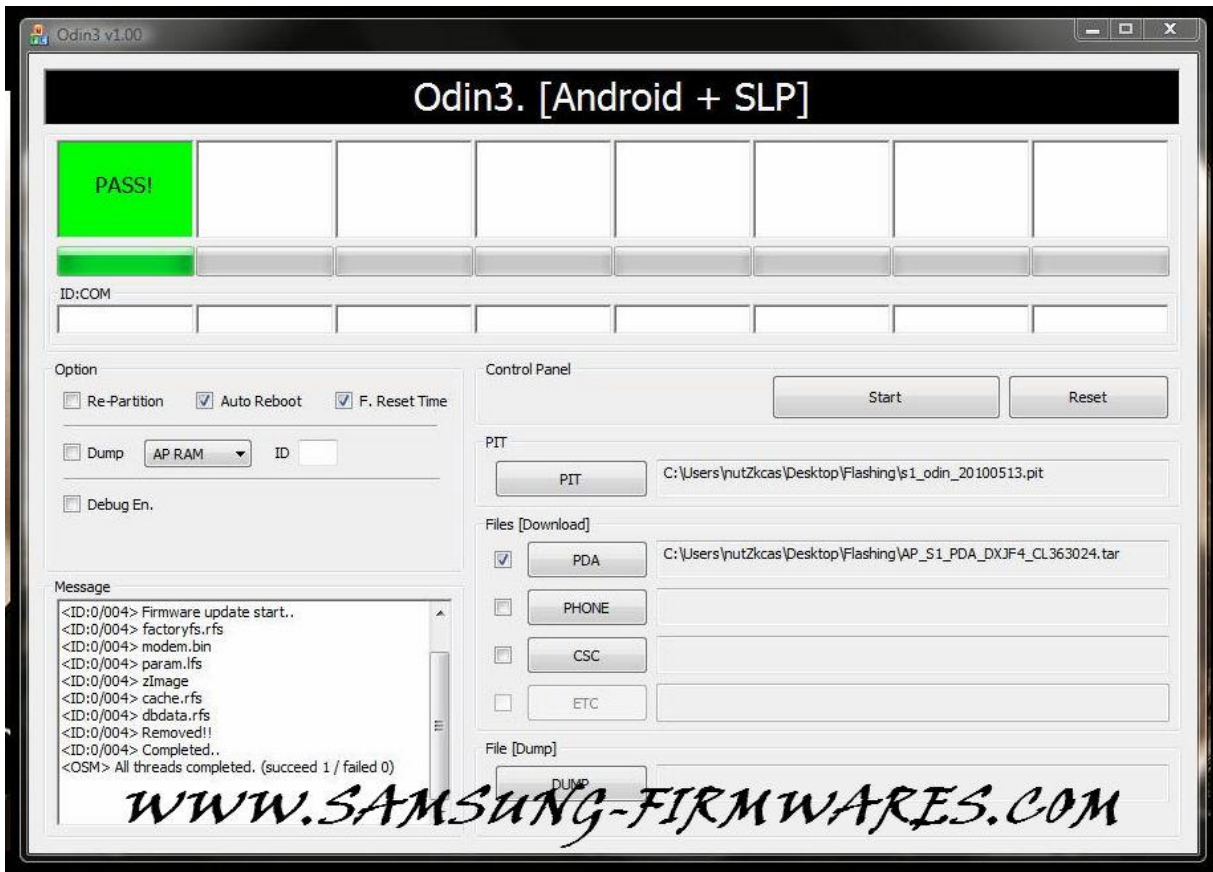 Odin3 v1.00
Odin3. [Android + SLP]
PASS!
ID:COM
Option
Re-Partition
Auto Reboot
F. Reset Time
Dump
AP RAM
ID
Debug En.
Control Panel
Start
Reset
PIT
PIT
C:\Users\nutZkcas\Desktop\Flashing\s1_odin_20100513.pit
Files [Download]
PDA
C:\Users\nutZkcas\Desktop\Flashing\AP_S1_PDA_DXJF4_CL363024.tar
PHONE
CSC
ETC
Message
<ID:0/004> Firmware update start..
<ID:0/004> factoryfs.rfs
<ID:0/004> modem.bin
<ID:0/004> param.lfs
<ID:0/004> zImage
<ID:0/004> cache.rfs
<ID:0/004> dbdata.rfs
<ID:0/004> Removed!!
<ID:0/004> Completed..
<OSM> All threads completed. (succeed 1 / failed 0)
File [Dump]
DUMP
WWW.SAMSUNG-FIRMWARES.COM